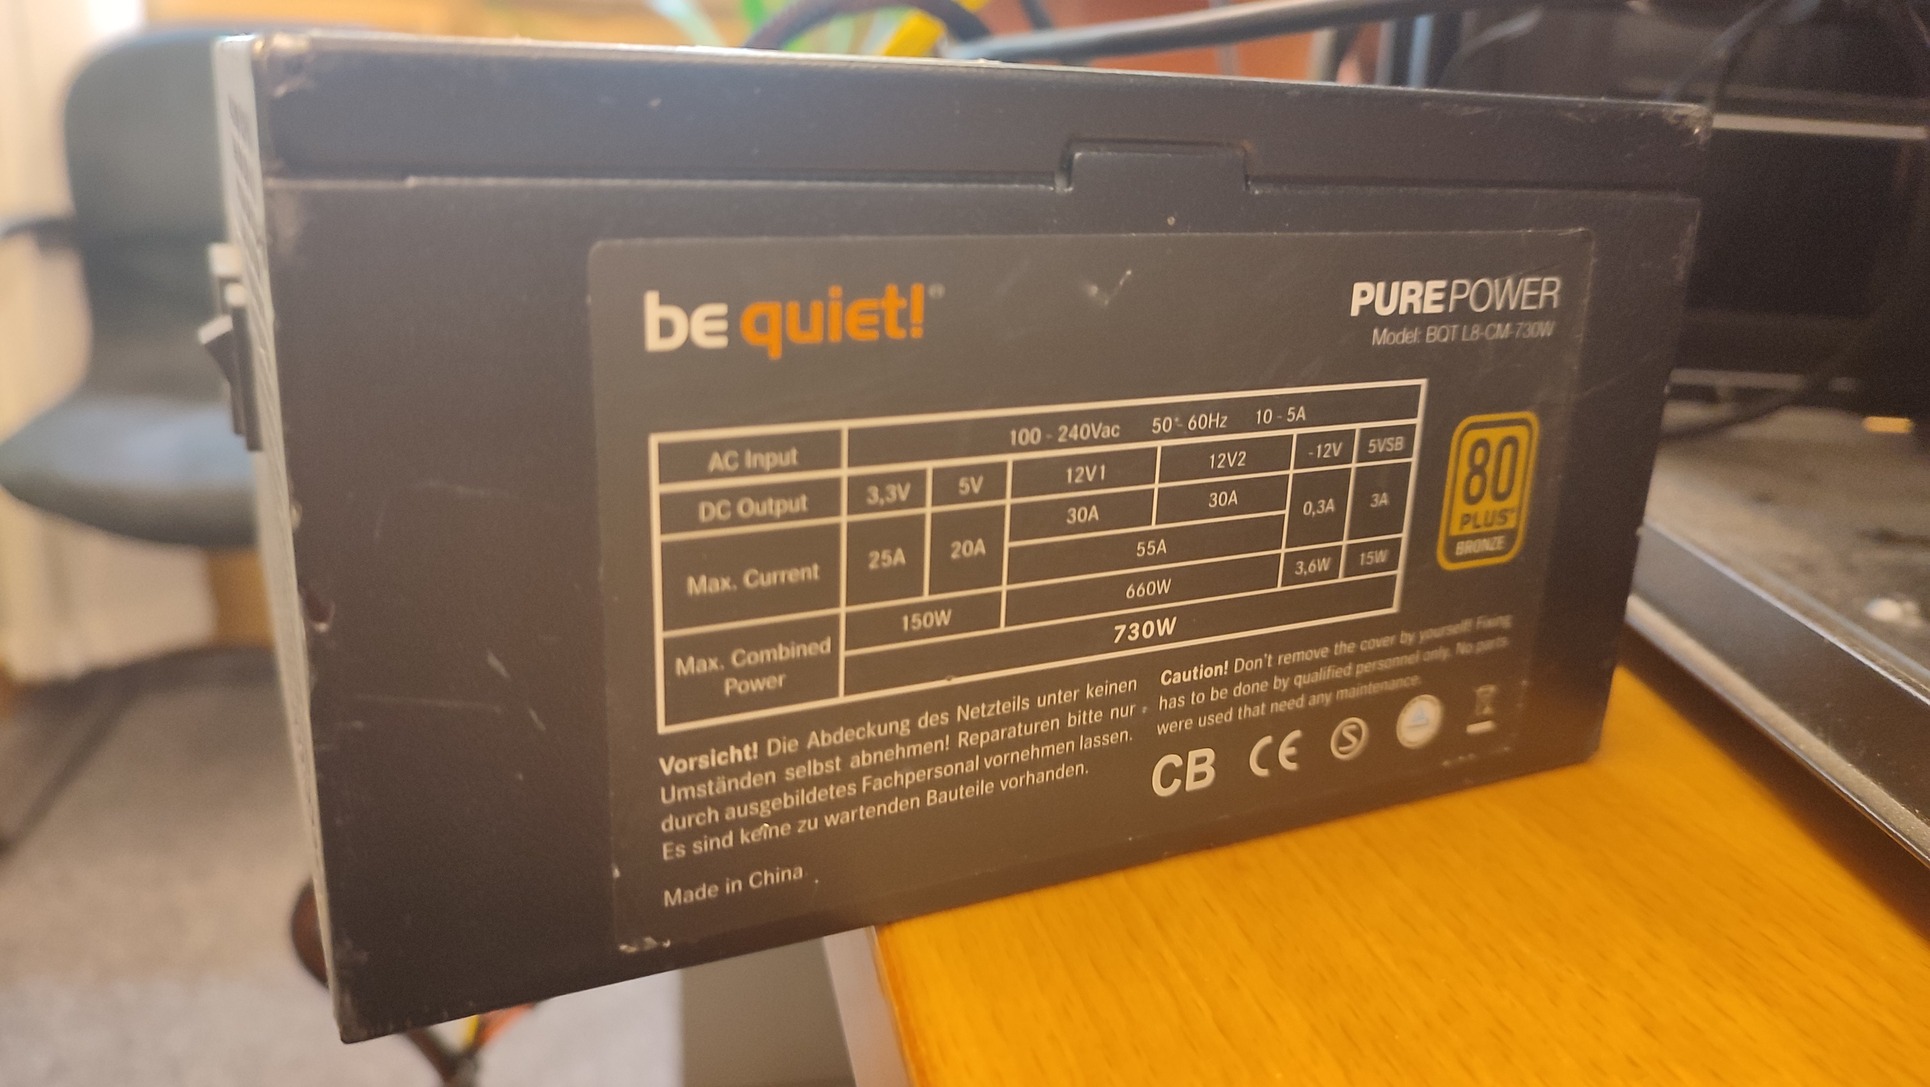 be quiet!®
PURE POWER
Model: BQT L8-CM-730W
AC Input 100 - 240Vac 50 - 60Hz 10 - 5A
DC Output 3,3V 5V 12V1 12V2 -12V 5VSB
Max. Current 25A 20A 30A 30A 0,3A 3A
55A
Max. Combined Power 150W 660W 3,6W 15W
730W
80
PLUS
BRONZE
Vorsicht! Die Abdeckung des Netzteils unter keinen
Umständen selbst abnehmen! Reparaturen bitte nur
durch ausgebildetes Fachpersonal vornehmen lassen.
Es sind keine zu wartenden Bauteile vorhanden.
Caution! Don't remove the cover by yourself! Fixing
has to be done by qualified personnel only. No parts
were used that need any maintenance.
CB CE S
Made in China